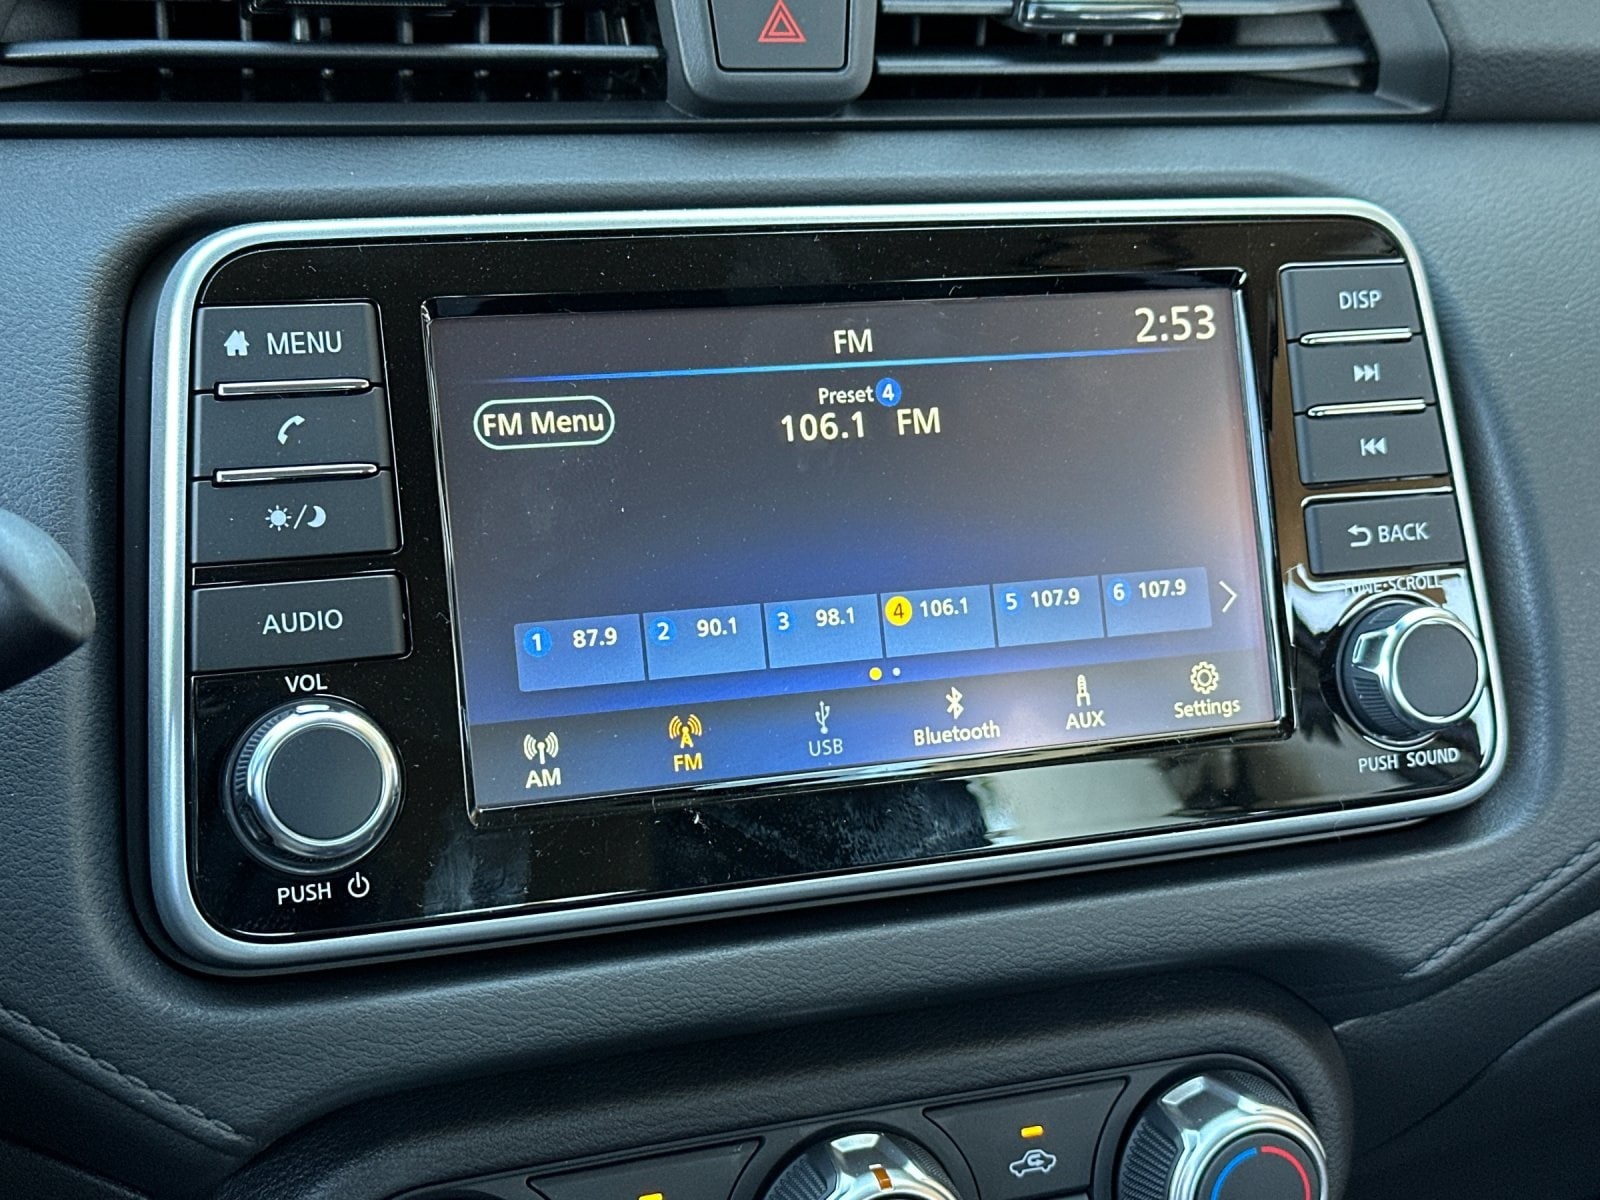 MENU
AUDIO
VOL
PUSH
FM
2:53
FM Menu
Preset 4
106.1 FM
1 87.9
2 90.1
3 98.1
4 106.1
5 107.9
6 107.9
AM
FM
USB
Bluetooth
AUX
Settings
DISP
BACK
TUNE·SCROLL
PUSH SOUND